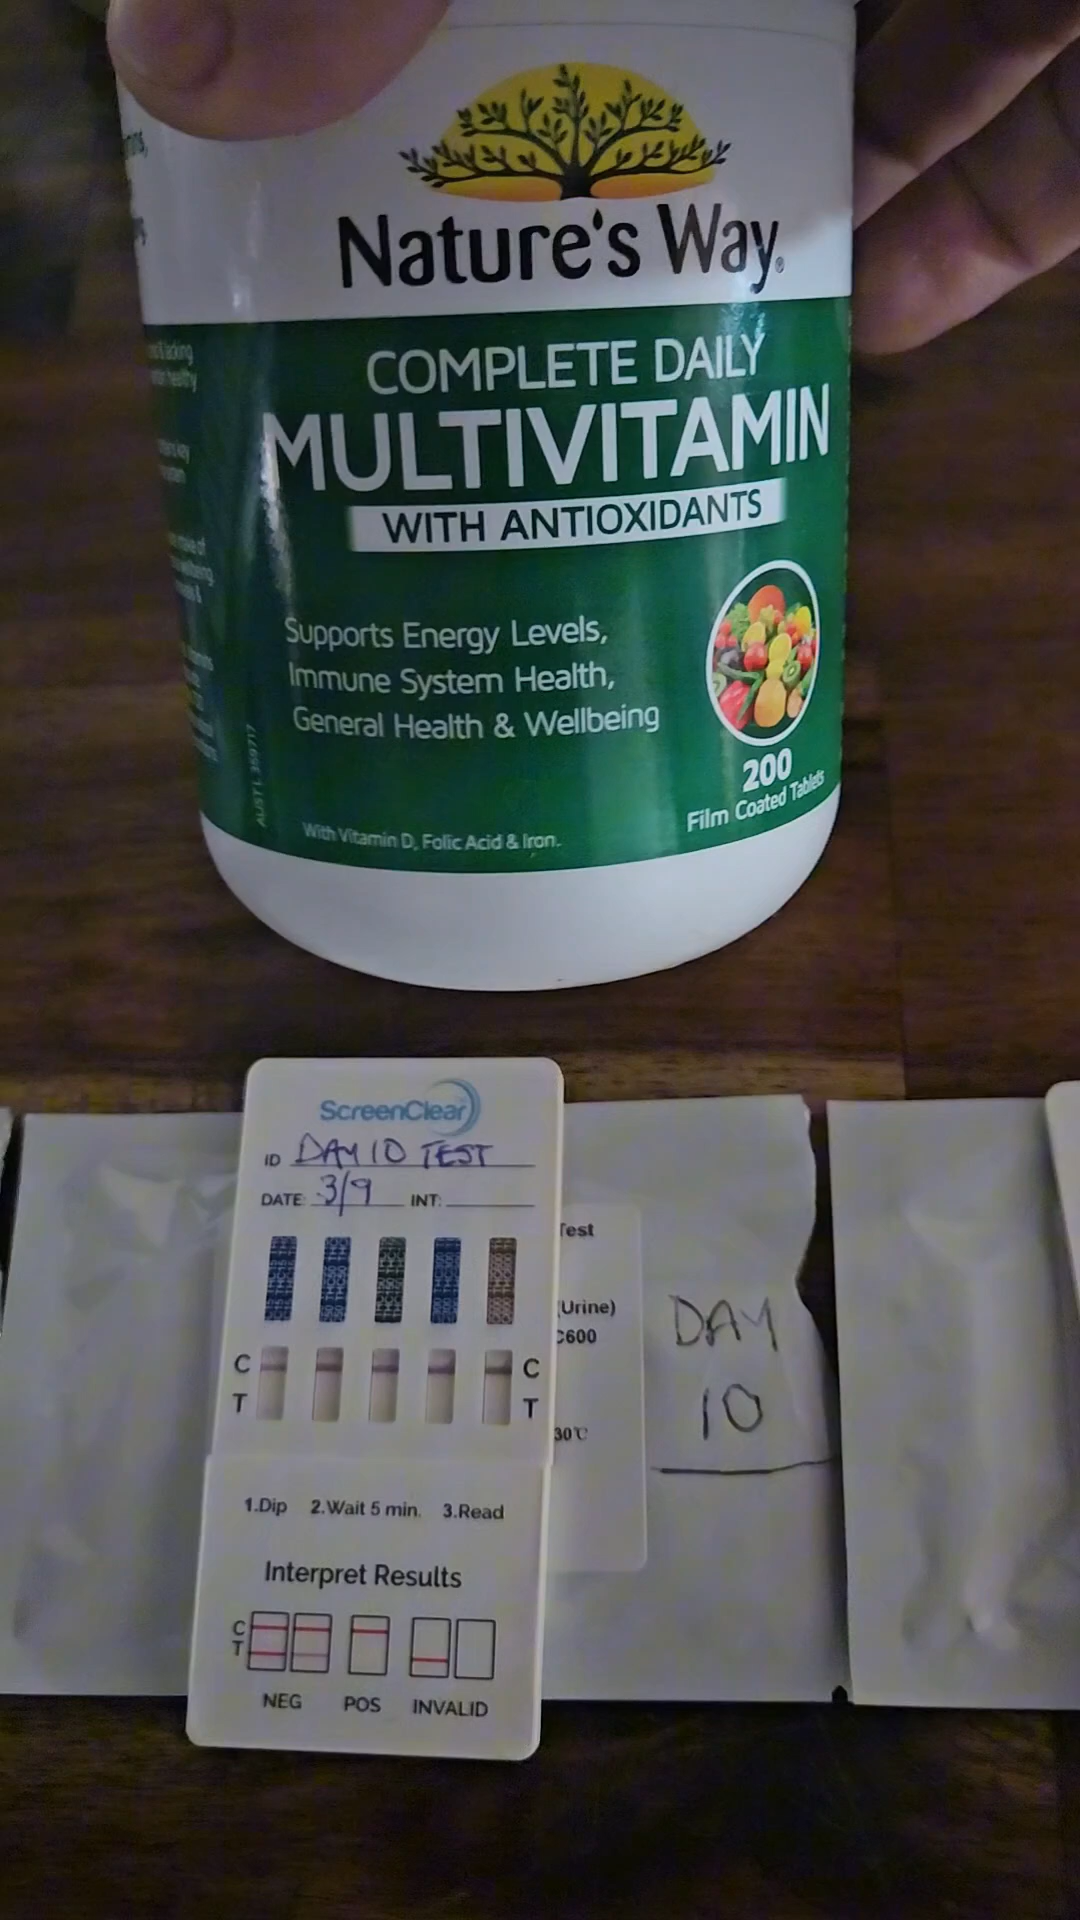 Nature's Way®
COMPLETE DAILY
MULTIVITAMIN
WITH ANTIOXIDANTS
Supports Energy Levels,
Immune System Health,
General Health & Wellbeing
200
Film Coated Tablets
With Vitamin D, Folic Acid & Iron.
AUST L 359717
ScreenClear
ID DAY 10 TEST
DATE: 3/9 INT:
C C
T T
1.Dip 2.Wait 5 min. 3.Read
Interpret Results
C
T
NEG POS INVALID
Test
(Urine)
C600
30°C
DAY
10